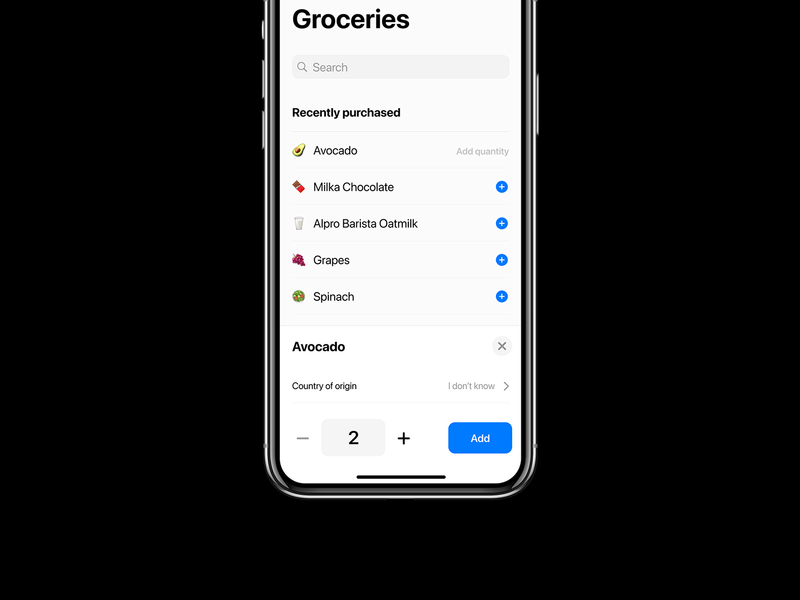 Groceries
Search
Recently purchased
Avocado Add quantity
Milka Chocolate
Alpro Barista Oatmilk
Grapes
Spinach
Avocado
Country of origin I don't know
2 Add